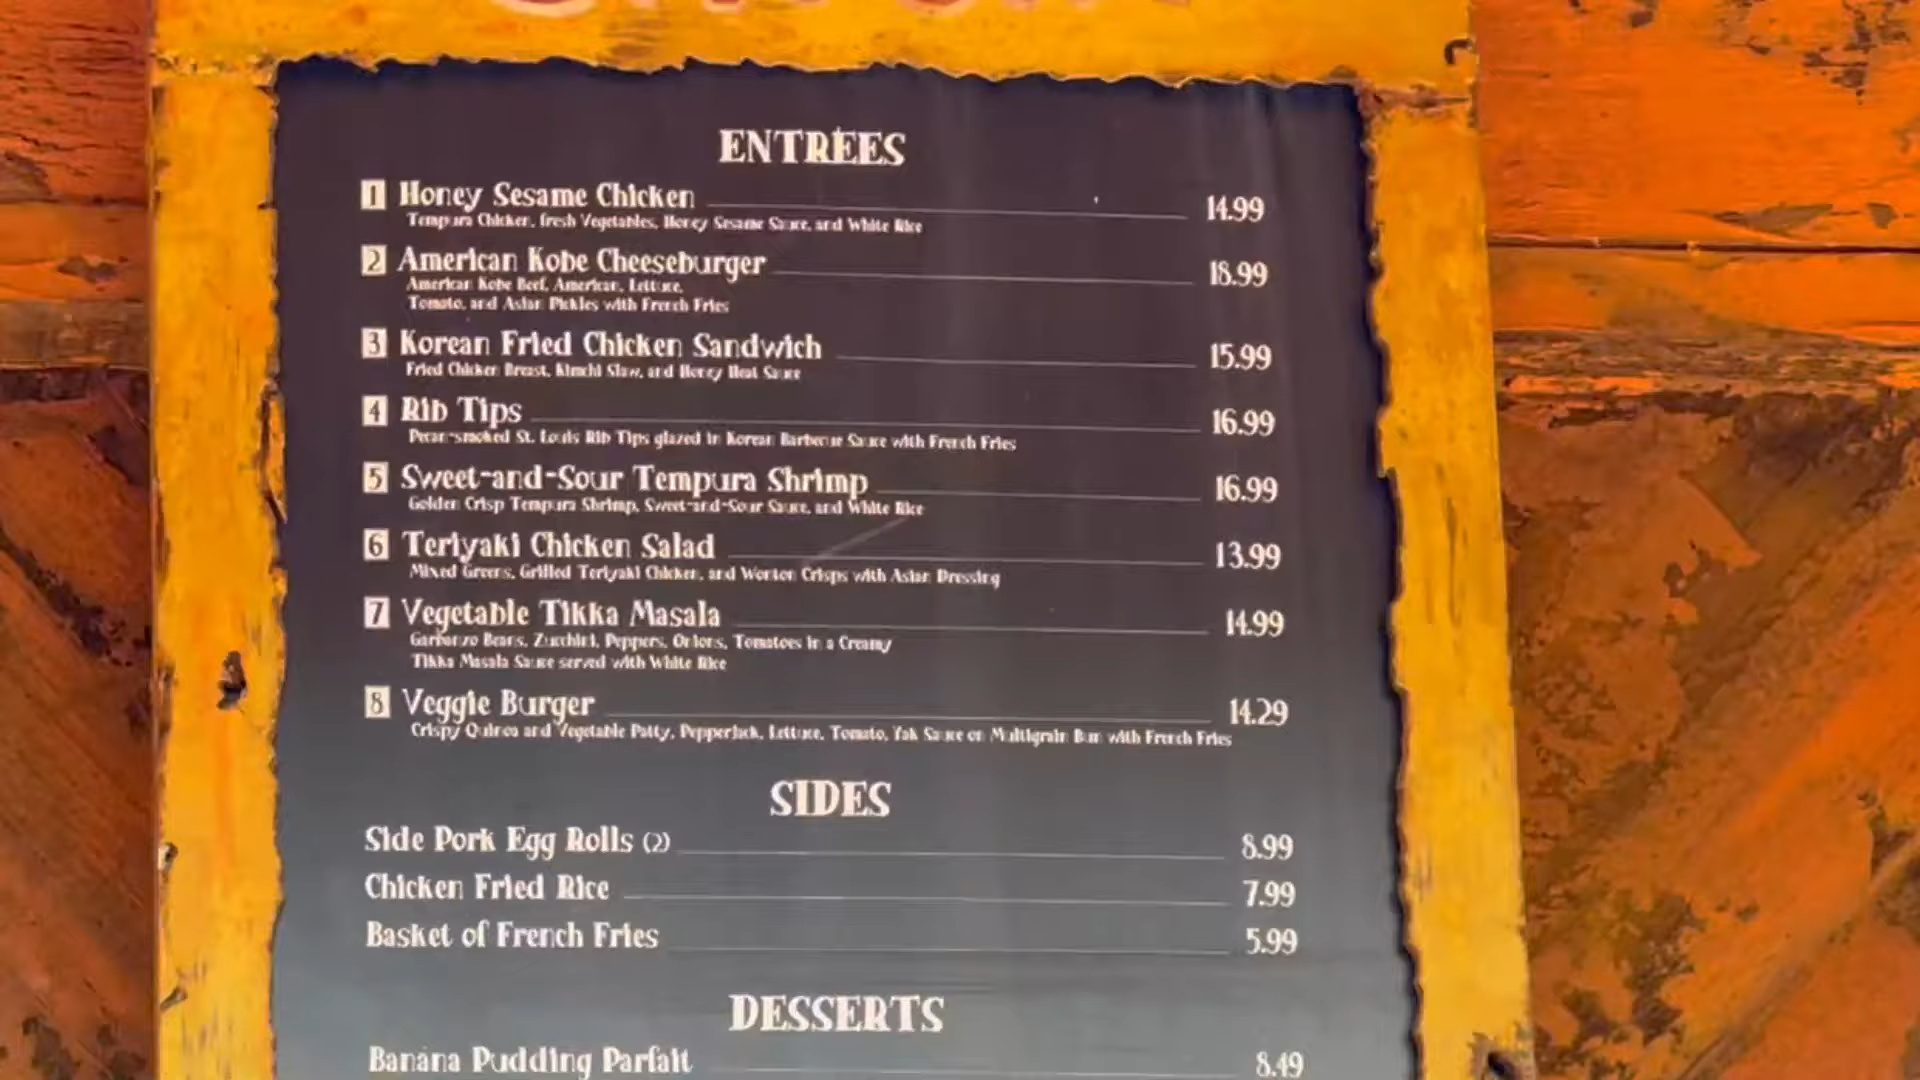 ENTRÉES
1 Honey Sesame Chicken 14.99
Tempura Chicken, fresh Vegetables, Honey Sesame Sauce, and White Rice
2 American Kobe Cheeseburger 18.99
American Kobe Beef, American, Lettuce,
Tomato, and Asian Pickles with French Fries
3 Korean Fried Chicken Sandwich 15.99
Fried Chicken Breast, Kimchi Slaw, and Honey Heat Sauce
4 Rib Tips 16.99
Pecan-smoked St. Louis Rib Tips glazed in Korean Barbecue Sauce with French Fries
5 Sweet-and-Sour Tempura Shrimp 16.99
Golden Crisp Tempura Shrimp, Sweet-and-Sour Sauce, and White Rice
6 Teriyaki Chicken Salad 13.99
Mixed Greens, Grilled Teriyaki Chicken, and Wonton Crisps with Asian Dressing
7 Vegetable Tikka Masala 14.99
Garbanzo Beans, Zucchini, Peppers, Onions, Tomatoes in a Creamy
Tikka Masala Sauce served with White Rice
8 Veggie Burger 14.29
Crispy Quinoa and Vegetable Patty, Pepperjack, Lettuce, Tomato, Yak Sauce on Multigrain Bun with French Fries
SIDES
Side Pork Egg Rolls (2) 8.99
Chicken Fried Rice 7.99
Basket of French Fries 5.99
DESSERTS
Banana Pudding Parfait 8.49